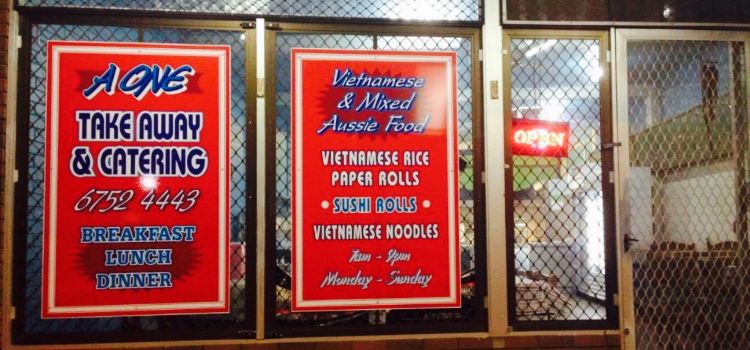 A ONE
TAKE AWAY
& CATERING
6752 4443
BREAKFAST
LUNCH
DINNER
Vietnamese
& Mixed
Aussie Food
VIETNAMESE RICE
PAPER ROLLS
• SUSHI ROLLS •
VIETNAMESE NOODLES
7am - 9pm
Monday - Sunday
OPEN